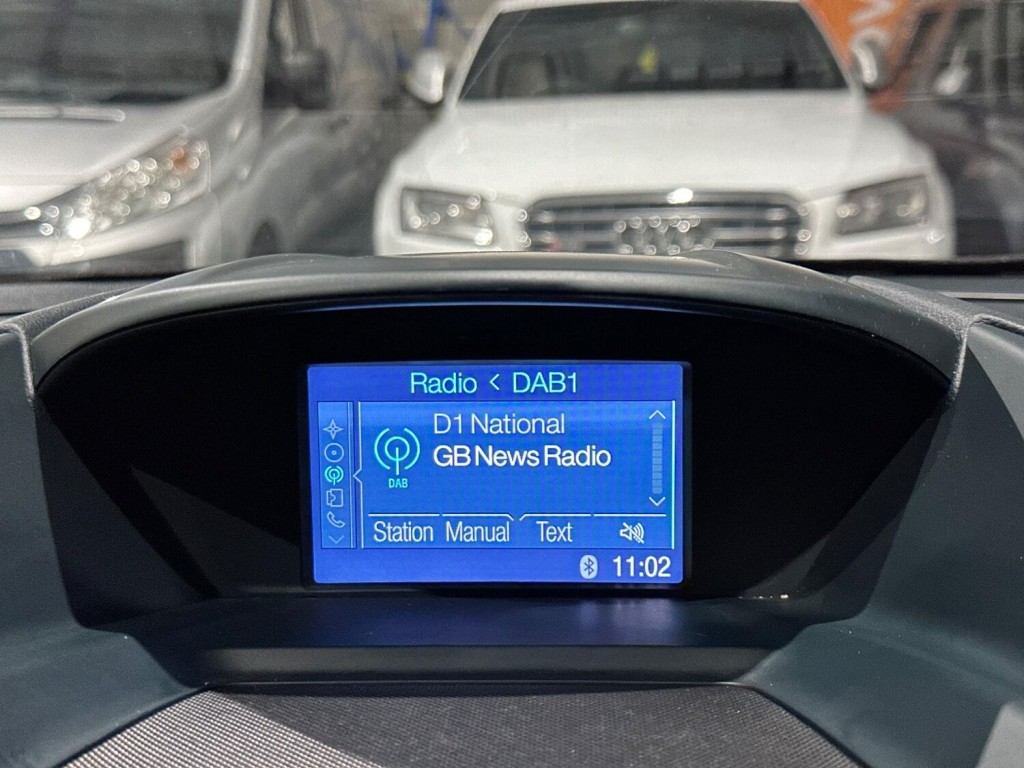 Radio < DAB1
D1 National
GB News Radio
DAB
Station Manual Text
11:02